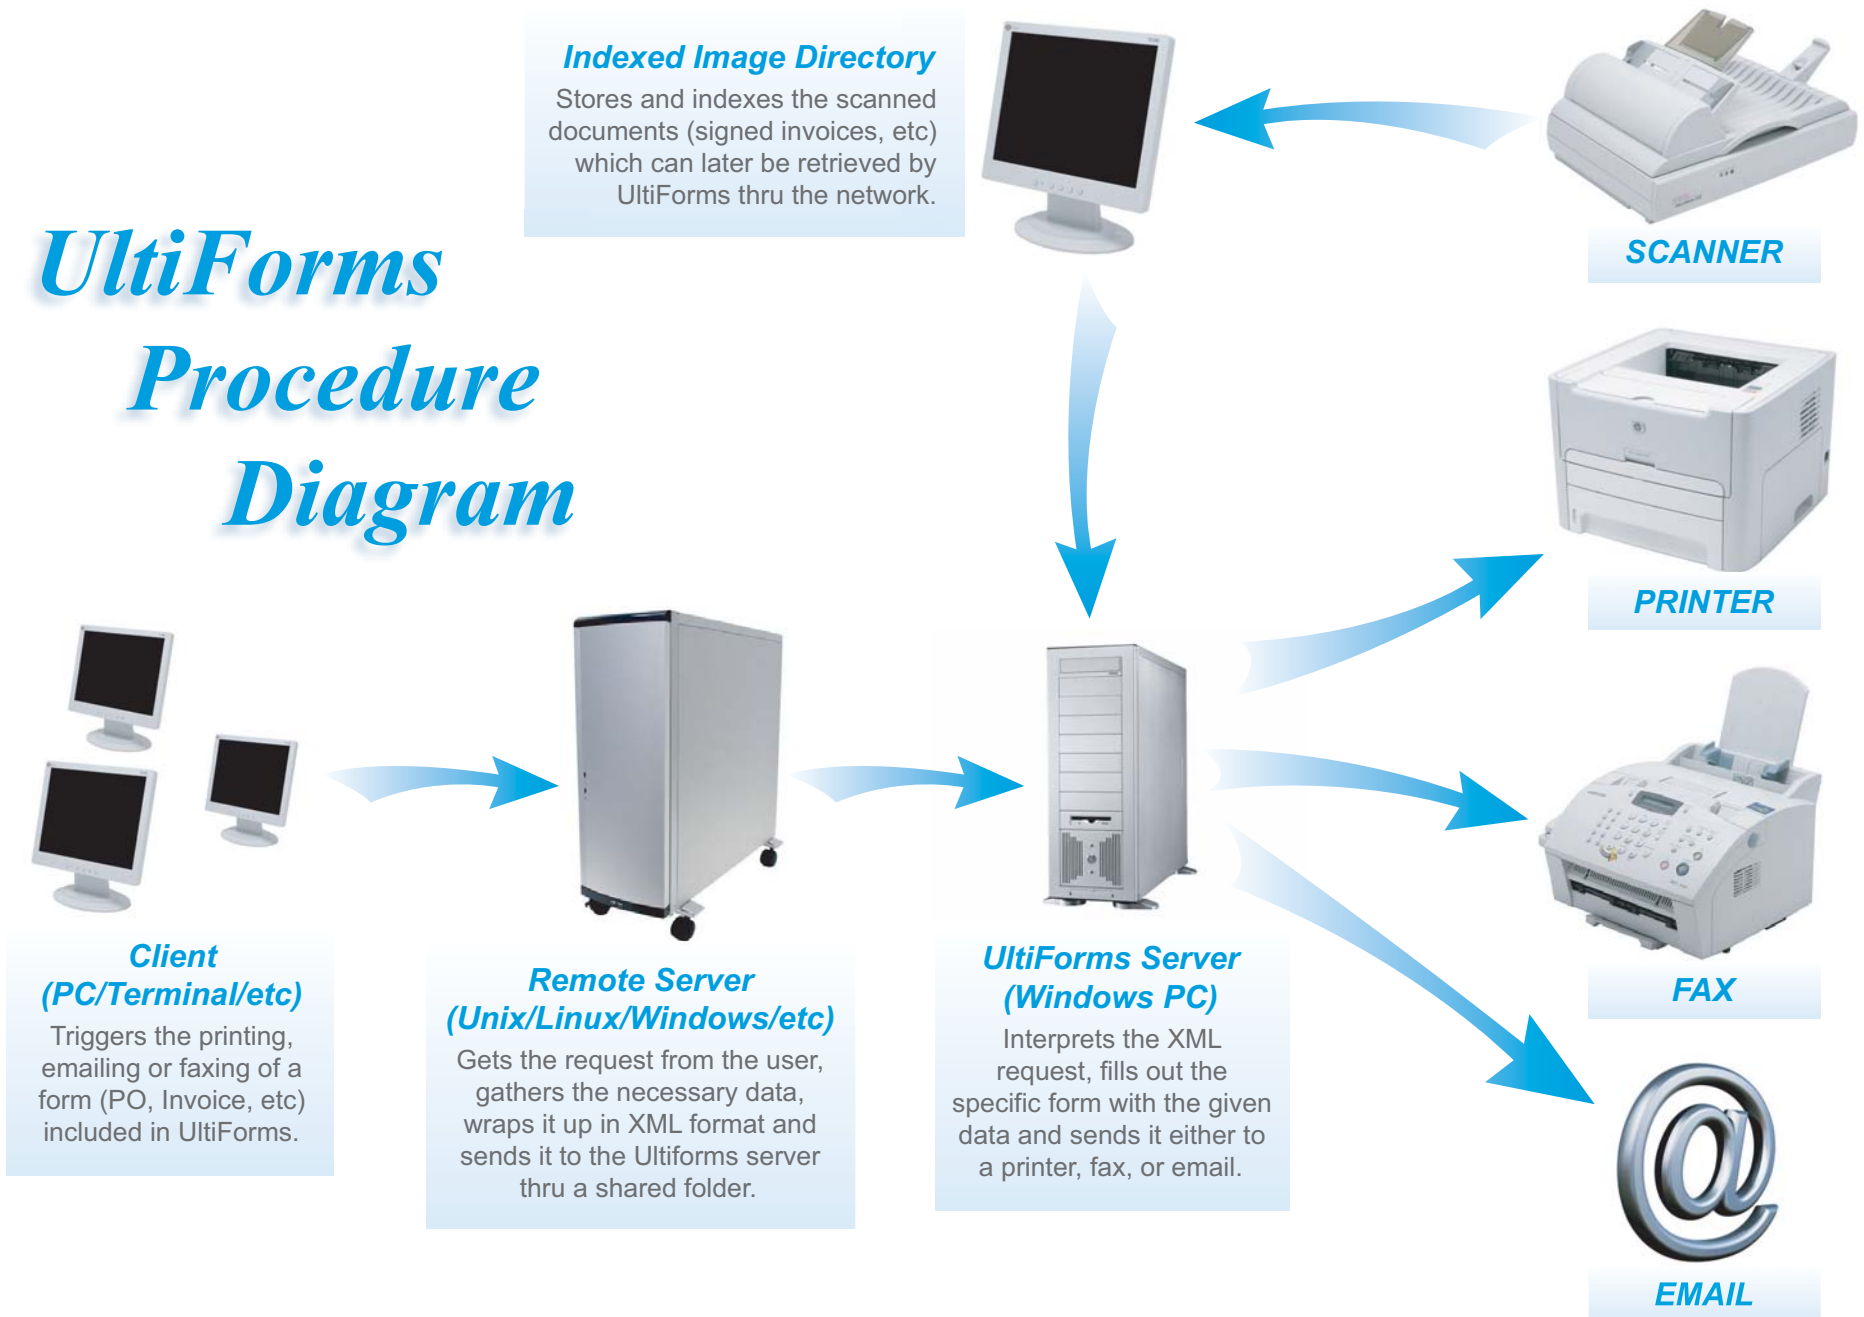 Indexed Image Directory
Stores and indexes the scanned
documents (signed invoices, etc)
which can later be retrieved by
UltiForms thru the network.
SCANNER
UltiForms
Procedure
Diagram
PRINTER
Client
(PC/Terminal/etc)
Triggers the printing,
emailing or faxing of a
form (PO, Invoice, etc)
included in UltiForms.
Remote Server
(Unix/Linux/Windows/etc)
Gets the request from the user,
gathers the necessary data,
wraps it up in XML format and
sends it to the Ultiforms server
thru a shared folder.
UltiForms Server
(Windows PC)
Interprets the XML
request, fills out the
specific form with the given
data and sends it either to
a printer, fax, or email.
FAX
@
EMAIL